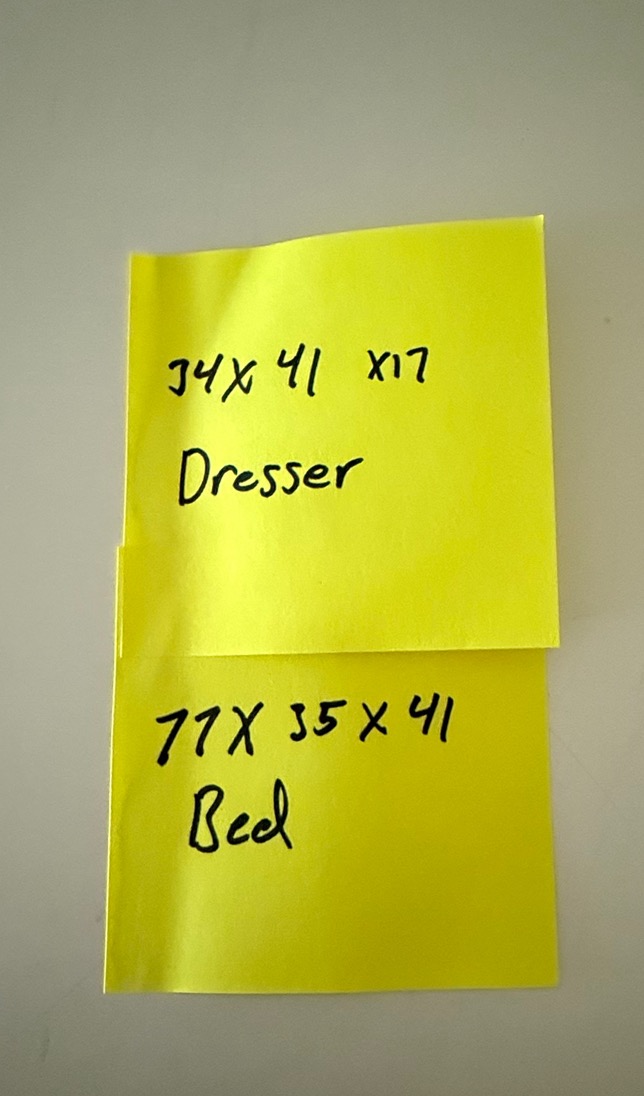 34X 41 X17
Dresser
77X 35 X 41
Bed